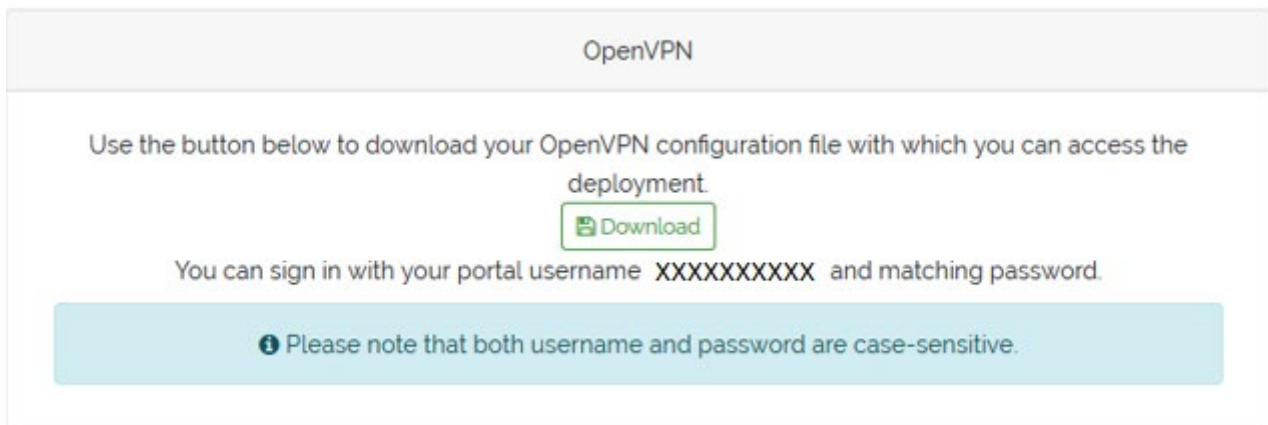 OpenVPN
Use the button below to download your OpenVPN configuration file with which you can access the
deployment.
Download
You can sign in with your portal username XXXXXXXXXX and matching password.
Please note that both username and password are case-sensitive.